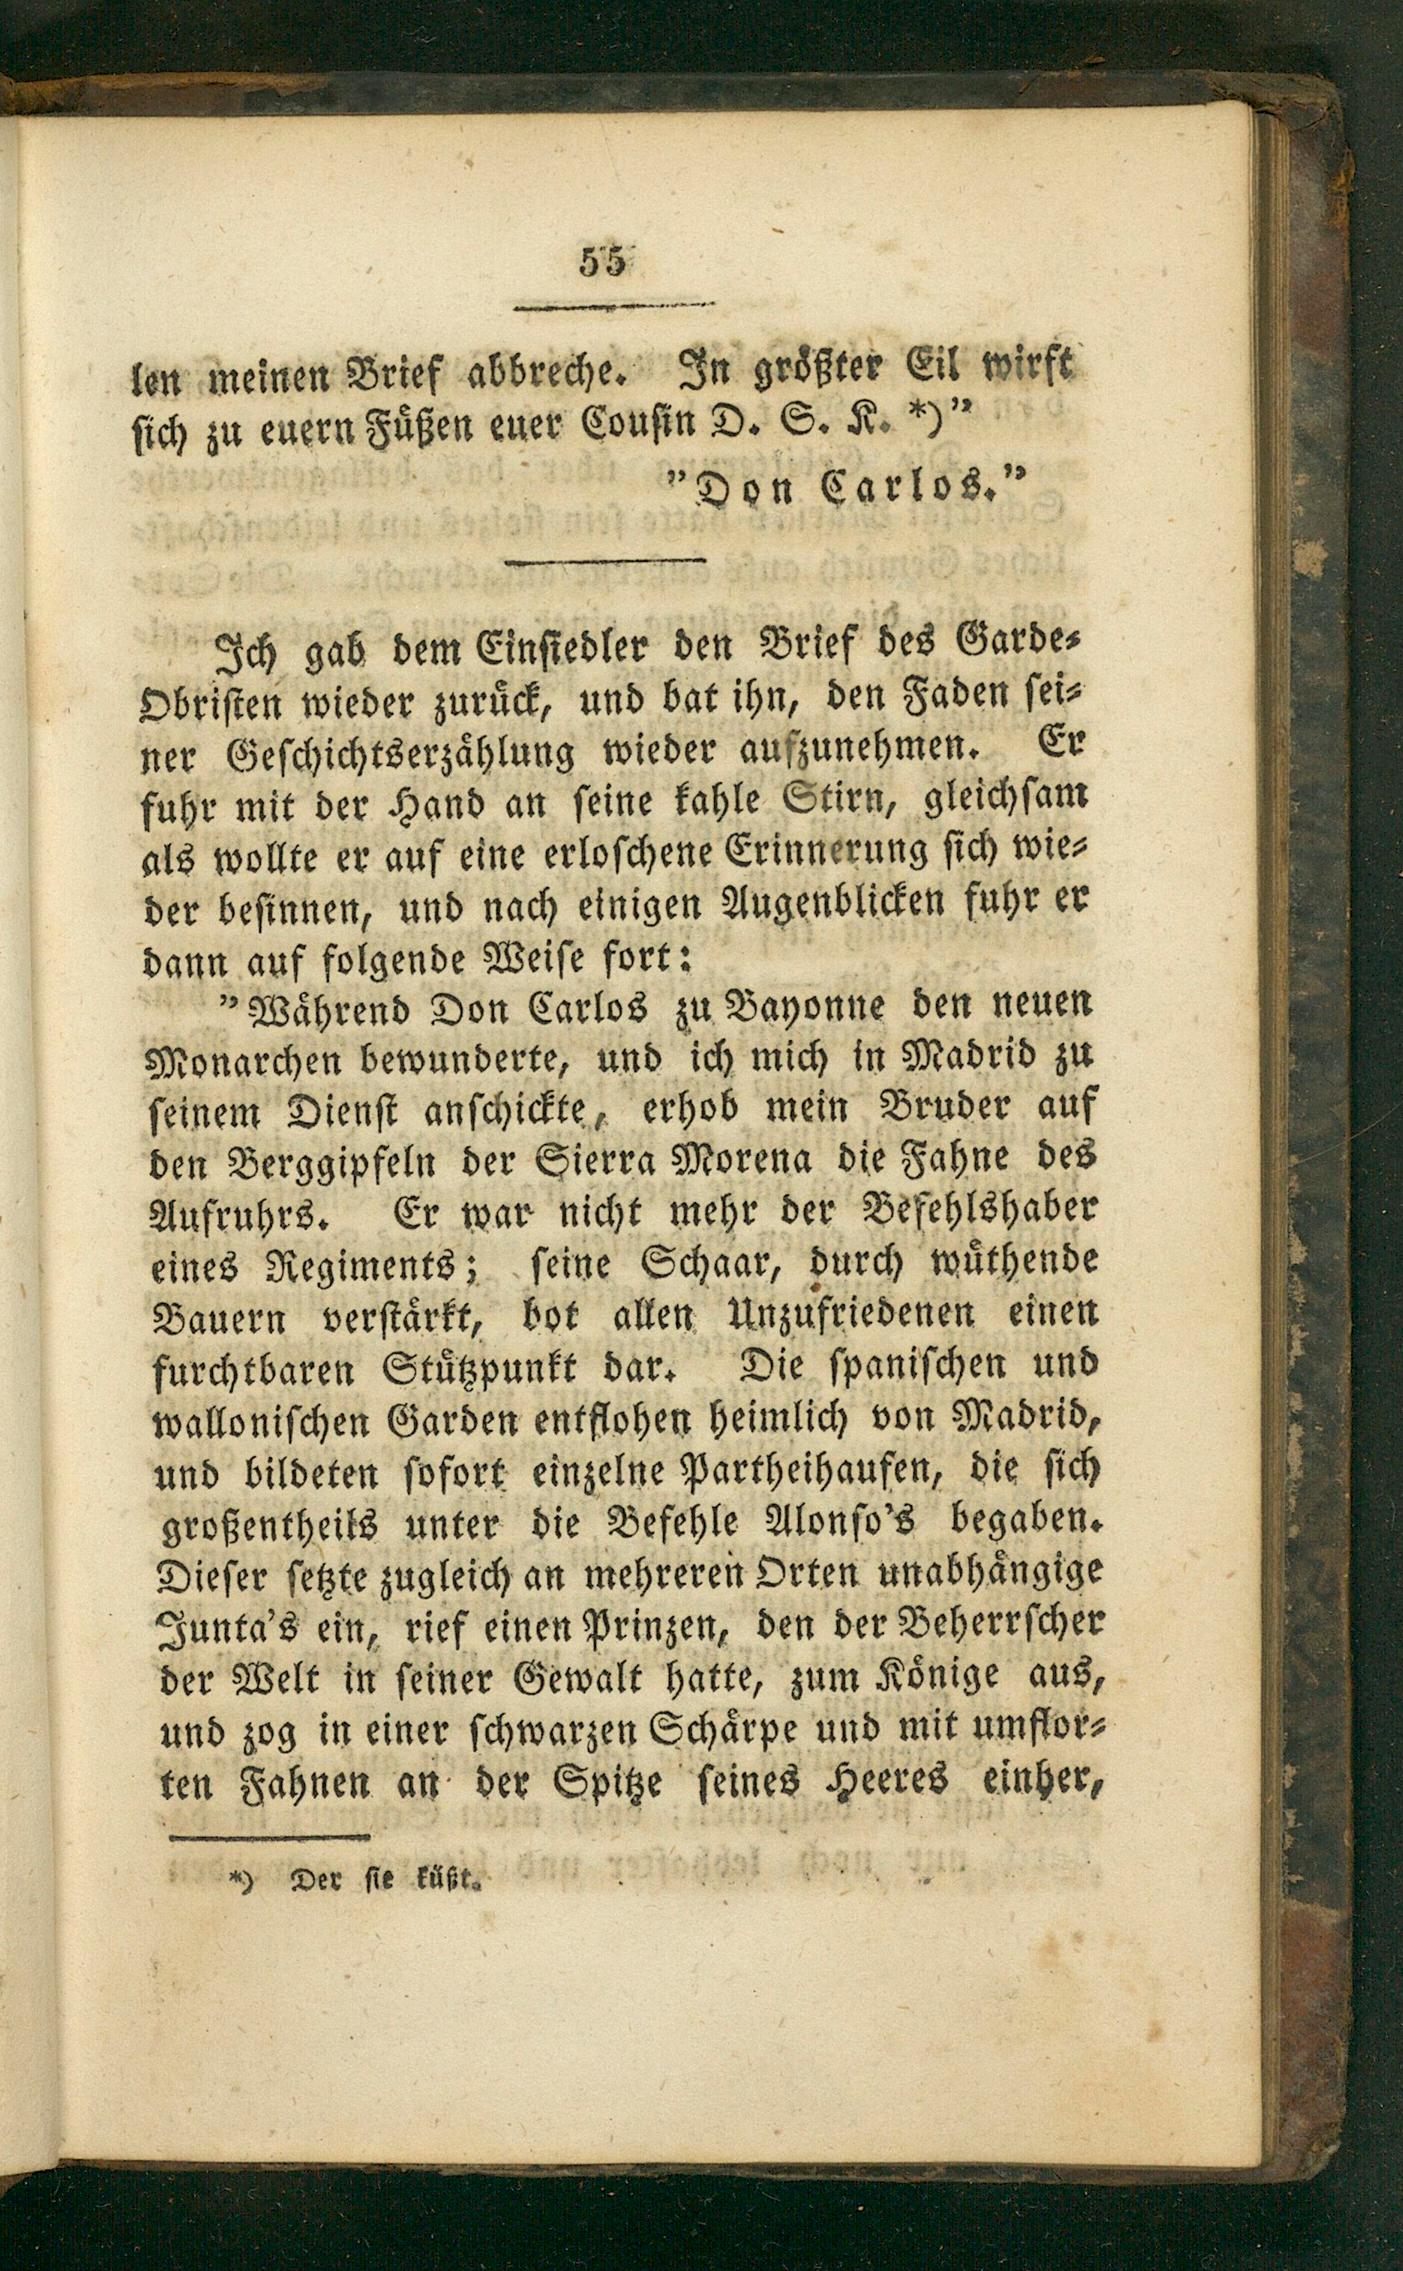 55
len meinen Brief abbreche. In größter Eil wirft
sich zu euern Füßen euer Cousin D. S. K. *)”
”Don Carlos.”
Ich gab dem Einsiedler den Brief des Garde-
Obristen wieder zurück, und bat ihn, den Faden sei-
ner Geschichtserzählung wieder aufzunehmen. Er
fuhr mit der Hand an seine kahle Stirn, gleichsam
als wollte er auf eine erloschene Erinnerung sich wie-
der besinnen, und nach einigen Augenblicken fuhr er
dann auf folgende Weise fort:
”Während Don Carlos zu Bayonne den neuen
Monarchen bewunderte, und ich mich in Madrid zu
seinem Dienst anschickte, erhob mein Bruder auf
den Berggipfeln der Sierra Morena die Fahne des
Aufruhrs. Er war nicht mehr der Befehlshaber
eines Regiments; seine Schaar, durch wüthende
Bauern verstärkt, bot allen Unzufriedenen einen
furchtbaren Stützpunkt dar. Die spanischen und
wallonischen Garden entflohen heimlich von Madrid,
und bildeten sofort einzelne Partheihaufen, die sich
großentheils unter die Befehle Alonso's begaben.
Dieser setzte zugleich an mehreren Orten unabhängige
Junta's ein, rief einen Prinzen, den der Beherrscher
der Welt in seiner Gewalt hatte, zum Könige aus,
und zog in einer schwarzen Schärpe und mit umflor-
ten Fahnen an der Spitze seines Heeres einher,
*) Der sie küßt.